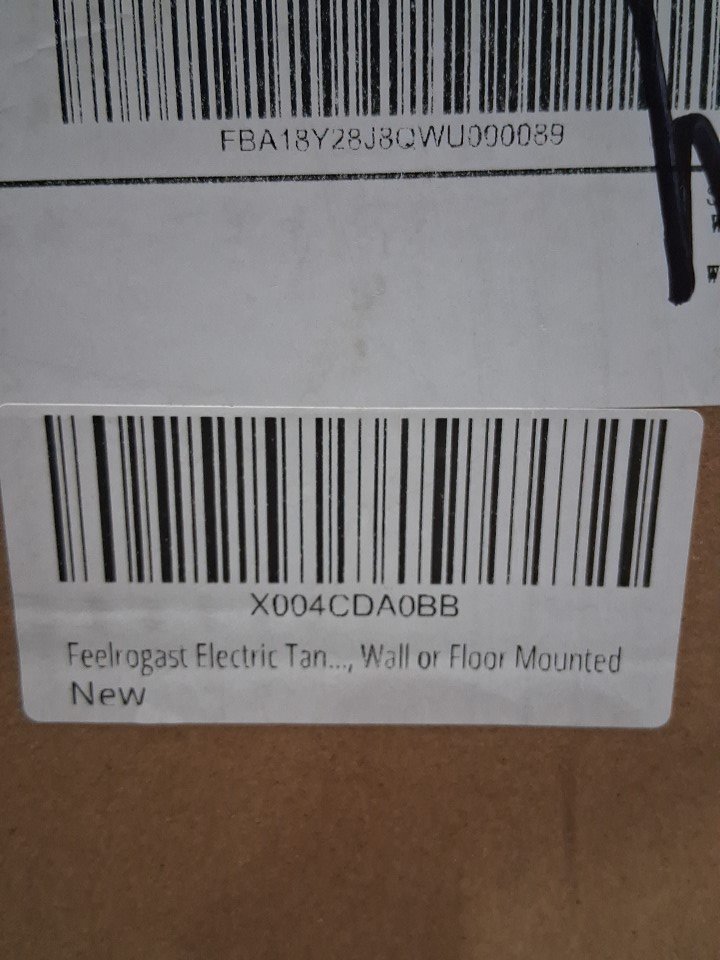 FBA18Y28J8QWU000089
X004CDA0BB
Feelrogast Electric Tan..., Wall or Floor Mounted
New